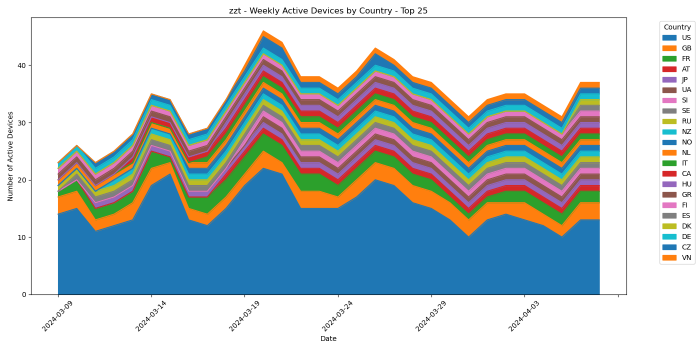 zzt - Weekly Active Devices by Country - Top 25
Number of Active Devices
40
30
20
10
0
2024-03-09
2024-03-14
2024-03-19
2024-03-24
2024-03-29
2024-04-03
Date
Country
US
GB
FR
AT
JP
UA
SI
SE
RU
NZ
NO
NL
IT
CA
HU
GR
FI
ES
DK
DE
CZ
VN